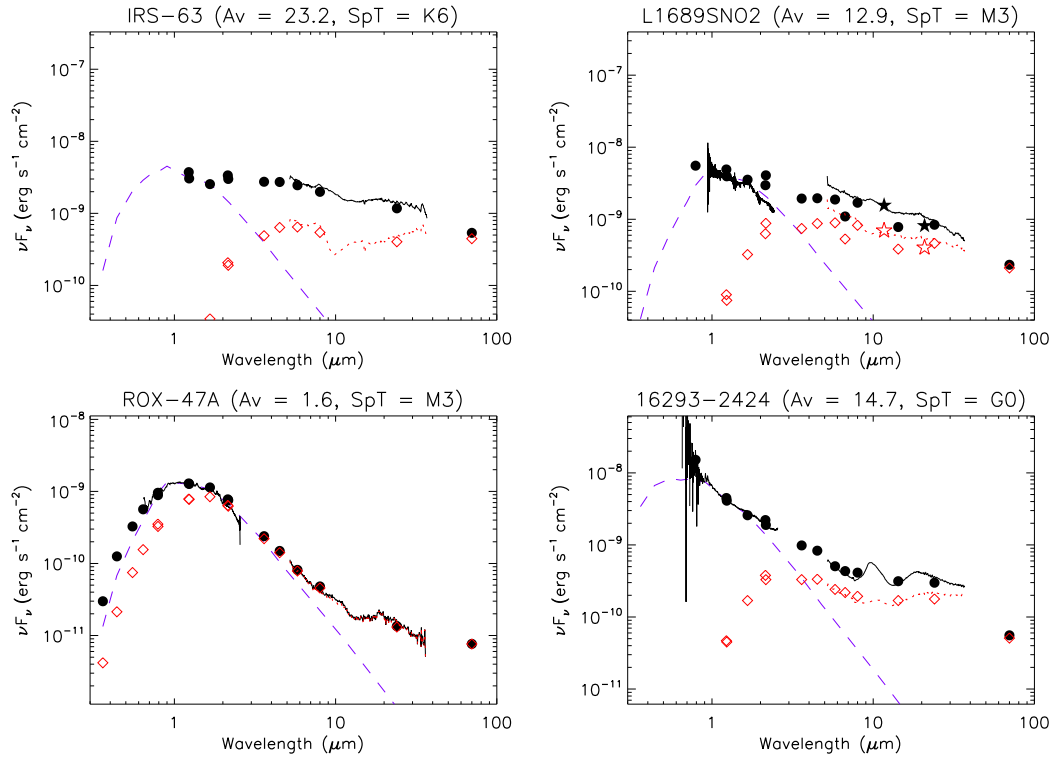 IRS-63 (Av = 23.2, SpT = K6)
νFν (erg s⁻¹ cm⁻²)
10⁻⁷
10⁻⁸
10⁻⁹
10⁻¹⁰
1 10 100
Wavelength (μm)
L1689SNO2 (Av = 12.9, SpT = M3)
νFν (erg s⁻¹ cm⁻²)
10⁻⁷
10⁻⁸
10⁻⁹
10⁻¹⁰
1 10 100
Wavelength (μm)
ROX-47A (Av = 1.6, SpT = M3)
νFν (erg s⁻¹ cm⁻²)
10⁻⁸
10⁻⁹
10⁻¹⁰
10⁻¹¹
1 10 100
Wavelength (μm)
16293-2424 (Av = 14.7, SpT = G0)
νFν (erg s⁻¹ cm⁻²)
10⁻⁸
10⁻⁹
10⁻¹⁰
10⁻¹¹
1 10 100
Wavelength (μm)